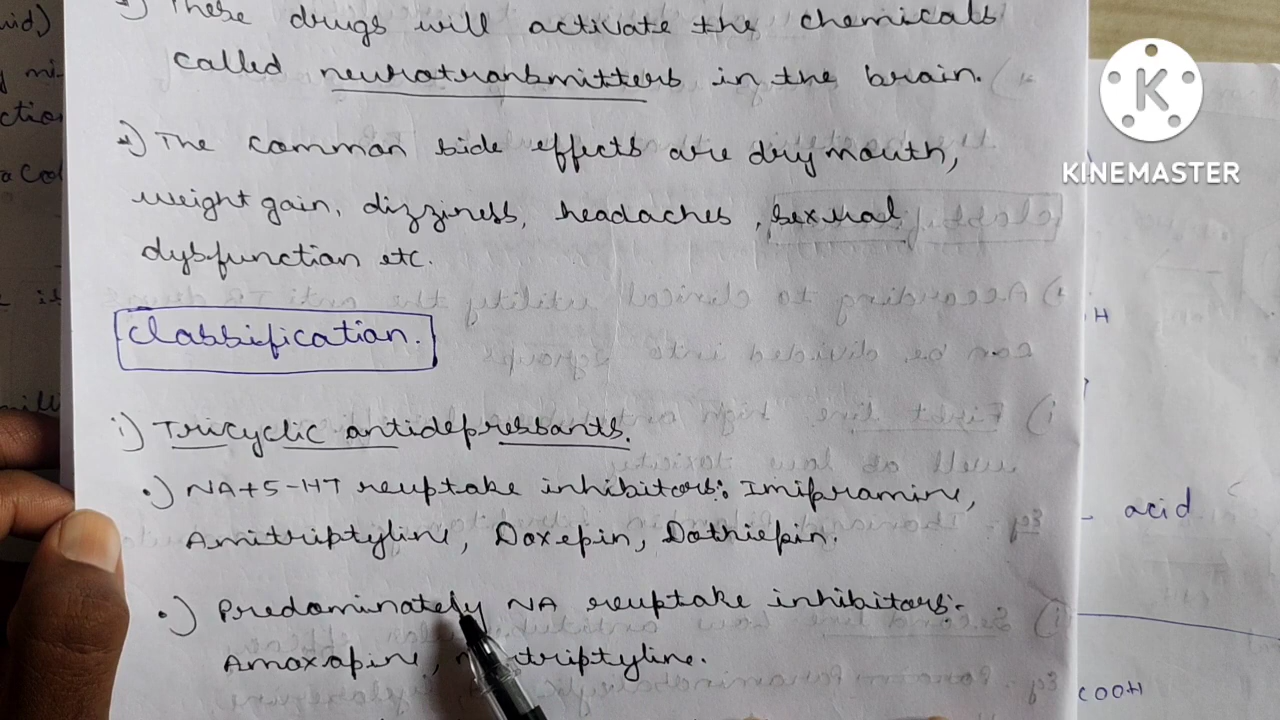 These drugs will activate the chemicals
called neurotransmitters in the brain.
The common side effects are dry mouth,
weight gain, dizziness, headaches, sexual
dysfunction etc.
Classification.
i) Tricyclic antidepressants.
•) NA+5-HT reuptake inhibitors: Imipramine,
Amitriptyline, Doxepin, Dothiepin.
•) Predominately NA reuptake inhibitors:-
Amoxapine, triptyline.
K
KINEMASTER
H
acid
COOH